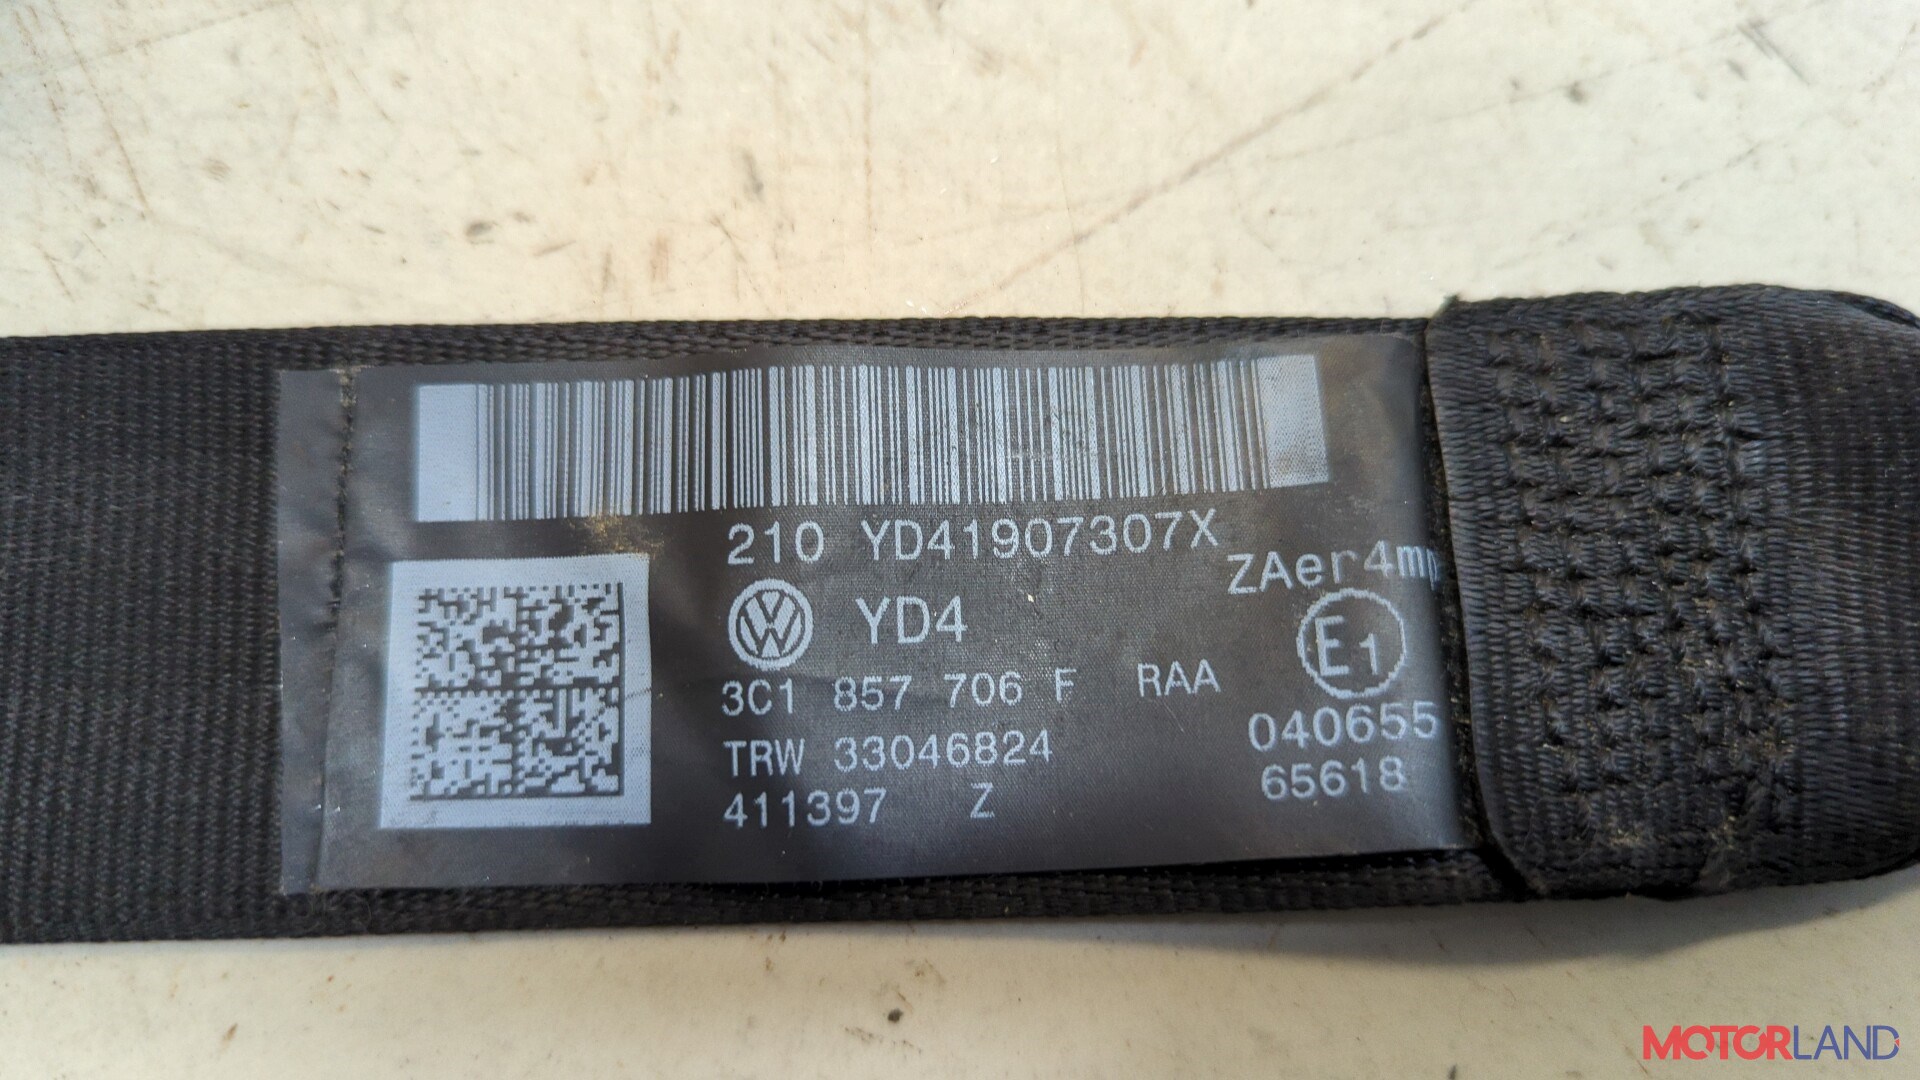 210 YD41907307X
ZAer4mp
YD4
E1
3C1 857 706 F RAA
040655
TRW 33046824
65618
411397 Z
MOTORLAND